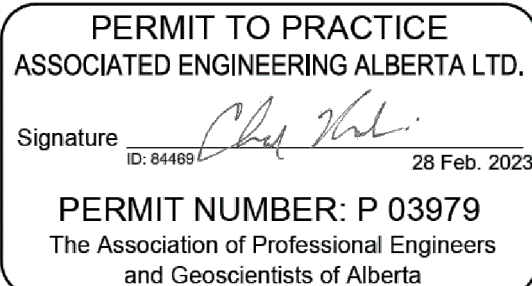 PERMIT TO PRACTICE
ASSOCIATED ENGINEERING ALBERTA LTD.
Signature
ID: 84469 28 Feb. 2023
PERMIT NUMBER: P 03979
The Association of Professional Engineers
and Geoscientists of Alberta